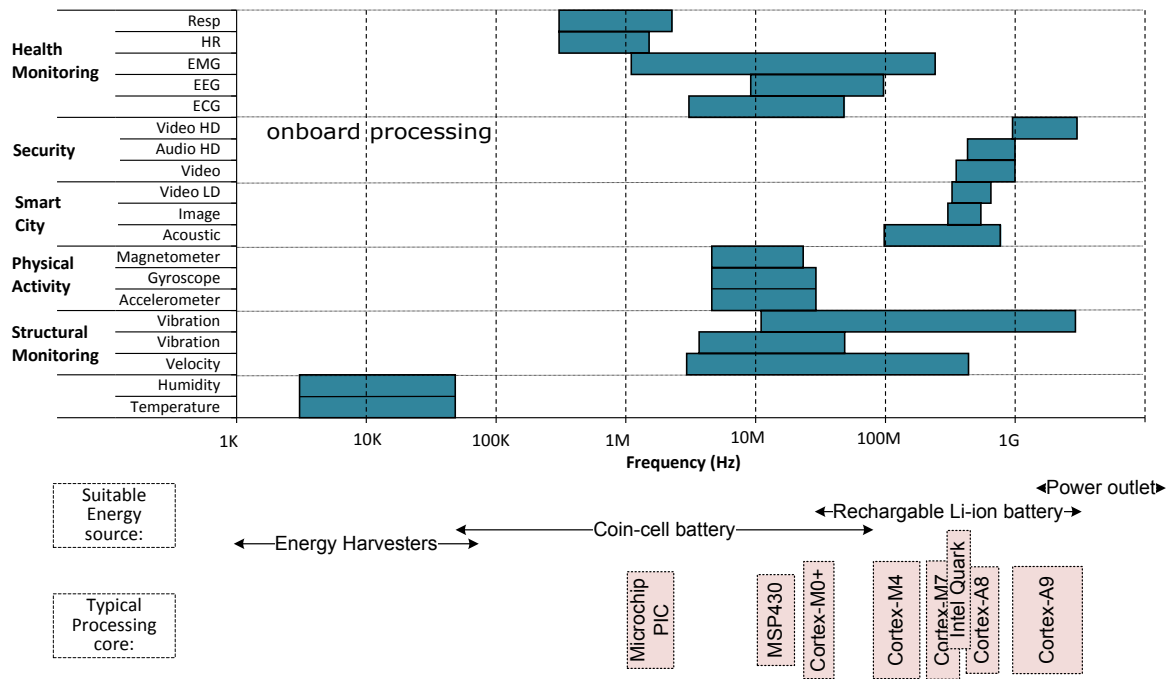 Health
Monitoring
Resp
HR
EMG
EEG
ECG
Security
Video HD
Audio HD
Video
onboard processing
Smart
City
Video LD
Image
Acoustic
Physical
Activity
Magnetometer
Gyroscope
Accelerometer
Structural
Monitoring
Vibration
Vibration
Velocity
Humidity
Temperature
1K
10K
100K
1M
10M
100M
1G
Frequency (Hz)
Suitable
Energy
source:
Power outlet
Rechargable Li-ion battery
Coin-cell battery
Energy Harvesters
Typical
Processing
core:
Microchip
PIC
MSP430
Cortex-M0+
Cortex-M4
Cortex-M7
Intel Quark
Cortex-A8
Cortex-A9